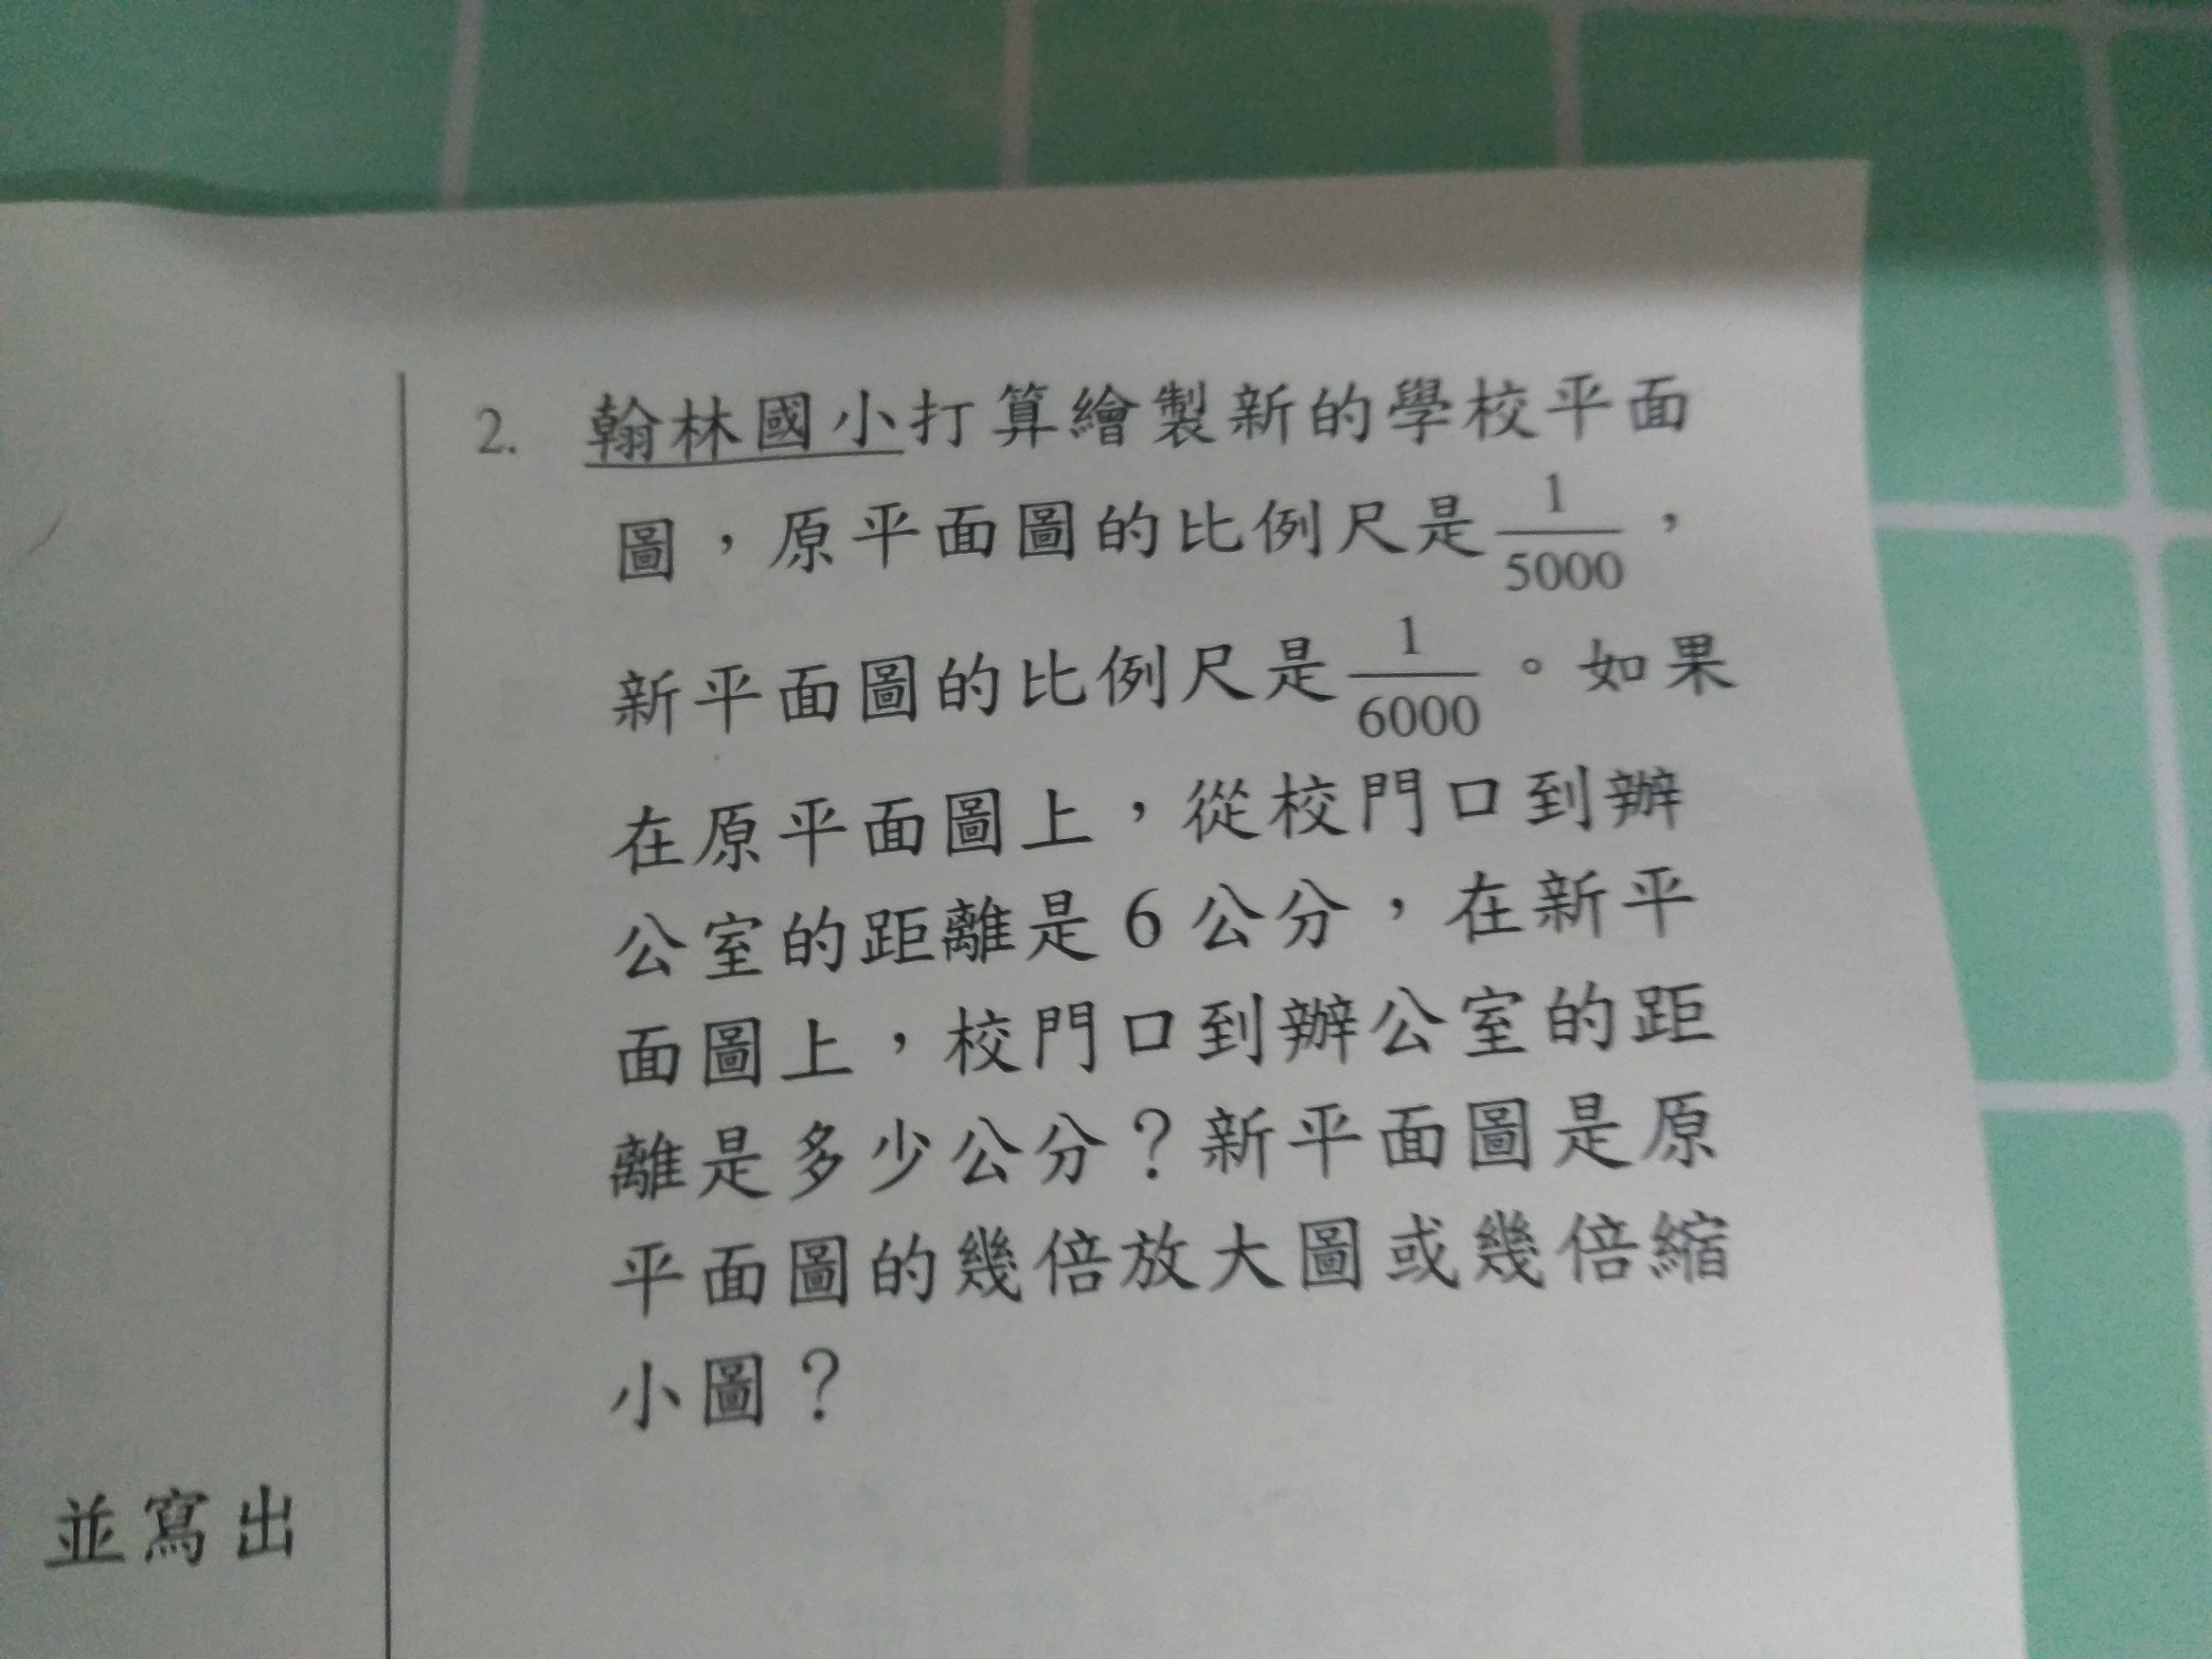 2. 翰林國小打算繪製新的學校平面
圖，原平面圖的比例尺是1/5000，
新平面圖的比例尺是1/6000。如果
在原平面圖上，從校門口到辦
公室的距離是6公分，在新平
面圖上，校門口到辦公室的距
離是多少公分？新平面圖是原
平面圖的幾倍放大圖或幾倍縮
小圖？
並寫出